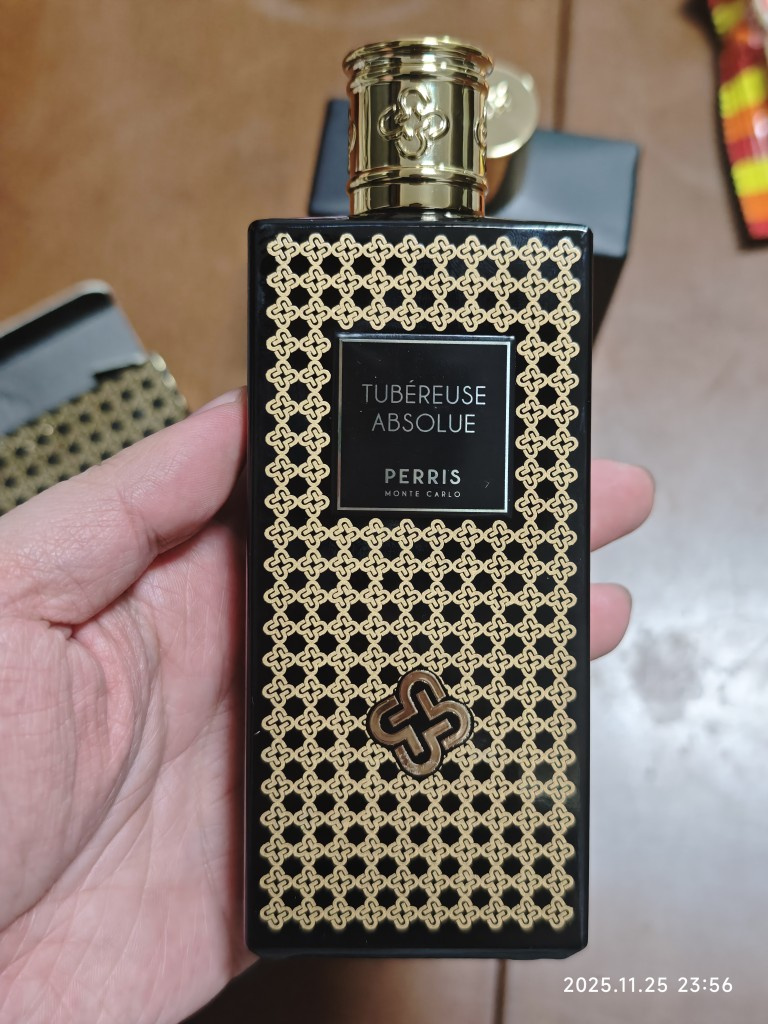 TUBÉREUSE
ABSOLUE
PERRIS
MONTE CARLO
2025.11.25 23:56